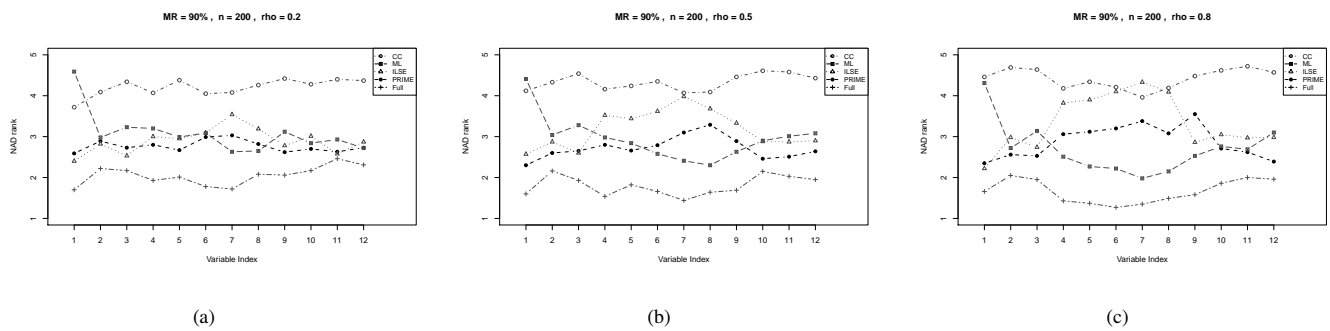 MR = 90% , n = 200 , rho = 0.2
NAD rank
5
4
3
2
1
CC
ML
ILSE
PRIME
Full
1 2 3 4 5 6 7 8 9 10 11 12
Variable Index
(a)
MR = 90% , n = 200 , rho = 0.5
NAD rank
5
4
3
2
1
CC
ML
ILSE
PRIME
Full
1 2 3 4 5 6 7 8 9 10 11 12
Variable Index
(b)
MR = 90% , n = 200 , rho = 0.8
NAD rank
5
4
3
2
1
CC
ML
ILSE
PRIME
Full
1 2 3 4 5 6 7 8 9 10 11 12
Variable Index
(c)